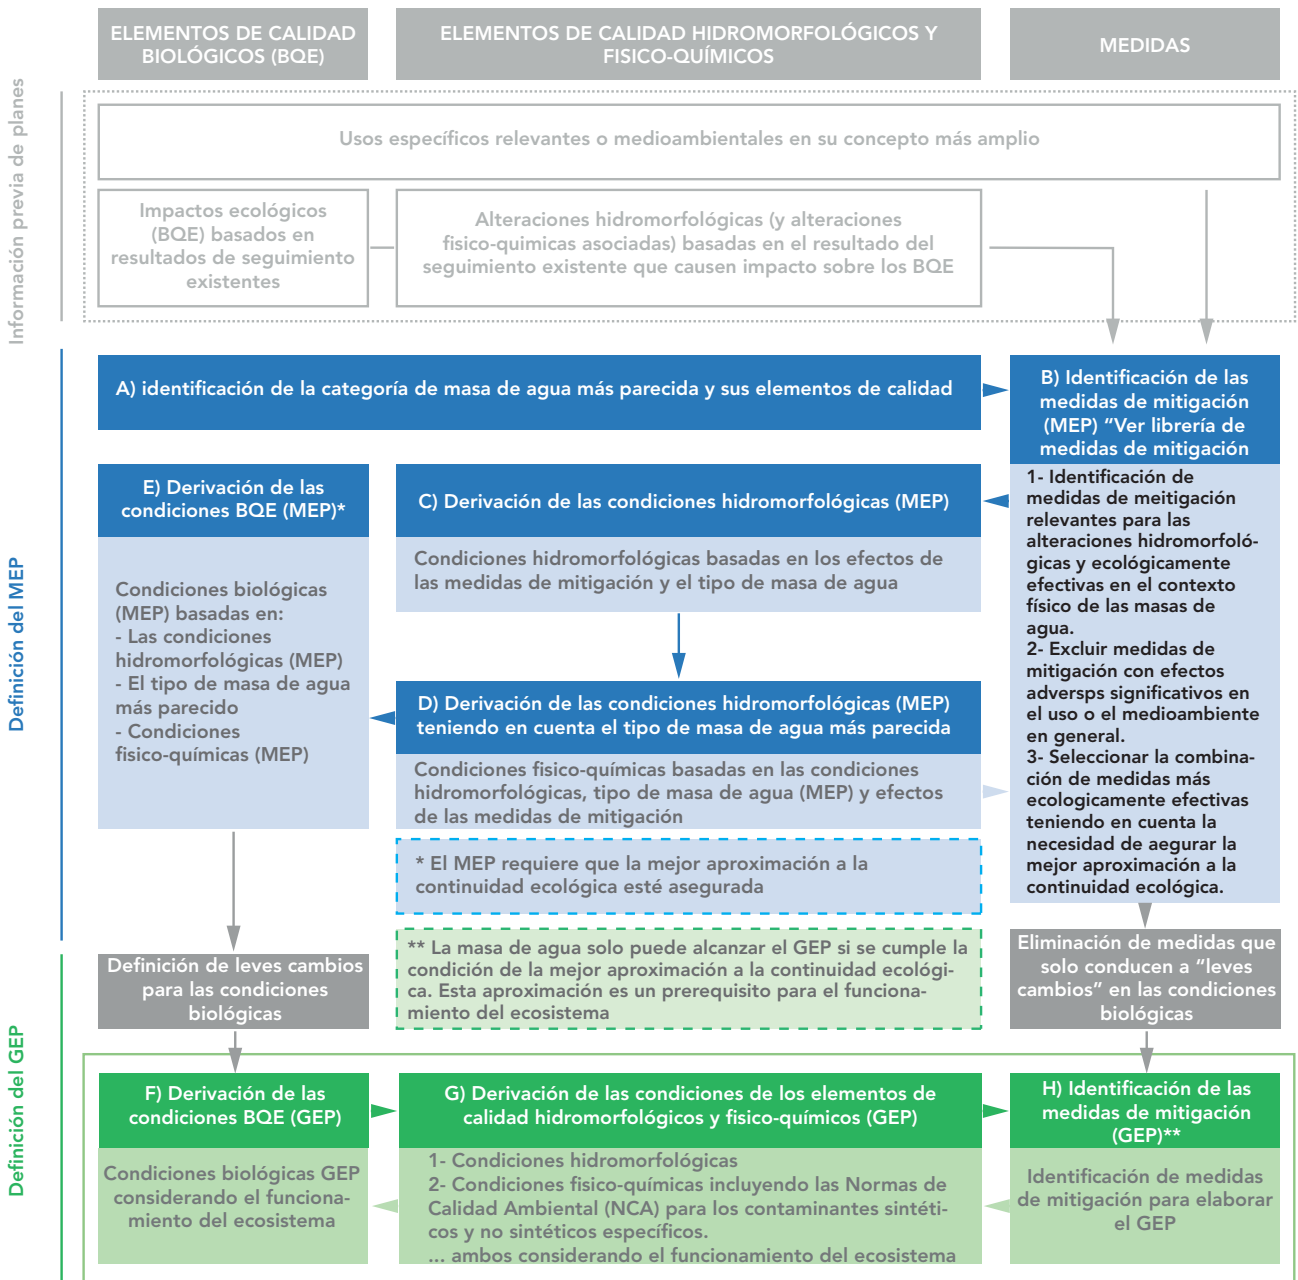 ELEMENTOS DE CALIDAD
BIOLÓGICOS (BQE)
ELEMENTOS DE CALIDAD HIDROMORFOLÓGICOS Y
FISICO-QUÍMICOS
MEDIDAS
Información previa de planes
Usos específicos relevantes o medioambientales en su concepto más amplio
Impactos ecológicos
(BQE) basados en
resultados de seguimiento
existentes
Alteraciones hidromorfológicas (y alteraciones
fisico-quimicas asociadas) basadas en el resultado del
seguimiento existente que causen impacto sobre los BQE
Definición del MEP
A) identificación de la categoría de masa de agua más parecida y sus elementos de calidad
B) Identificación de las
medidas de mitigación
(MEP) “Ver librería de
medidas de mitigación
1- Identificación de
medidas de meitigación
relevantes para las
alteraciones hidromorfoló-
gicas y ecológicamente
efectivas en el contexto
físico de las masas de
agua.
2- Excluir medidas de
mitigación con efectos
adversps significativos en
el uso o el medioambiente
en general.
3- Seleccionar la combina-
ción de medidas más
ecologicamente efectivas
teniendo en cuenta la
necesidad de aegurar la
mejor aproximación a la
continuidad ecológica.
C) Derivación de las condiciones hidromorfológicas (MEP)
Condiciones hidromorfológicas basadas en los efectos de
las medidas de mitigación y el tipo de masa de agua
D) Derivación de las condiciones hidromorfológicas (MEP)
teniendo en cuenta el tipo de masa de agua más parecida
Condiciones fisico-químicas basadas en las condiciones
hidromorfológicas, tipo de masa de agua (MEP) y efectos
de las medidas de mitigación
E) Derivación de las
condiciones BQE (MEP)*
Condiciones biológicas
(MEP) basadas en:
- Las condiciones
hidromorfológicas (MEP)
- El tipo de masa de agua
más parecido
- Condiciones
fisico-químicas (MEP)
* El MEP requiere que la mejor aproximación a la
continuidad ecológica esté asegurada
** La masa de agua solo puede alcanzar el GEP si se cumple la
condición de la mejor aproximación a la continuidad ecológi-
ca. Esta aproximación es un prerequisito para el funciona-
miento del ecosistema
Definición del GEP
Definición de leves cambios
para las condiciones
biológicas
Eliminación de medidas que
solo conducen a “leves
cambios” en las condiciones
biológicas
F) Derivación de las
condiciones BQE (GEP)
Condiciones biológicas GEP
considerando el funciona-
miento del ecosistema
G) Derivación de las condiciones de los elementos de
calidad hidromorfológicos y fisico-químicos (GEP)
1- Condiciones hidromorfológicas
2- Condiciones fisico-químicas incluyendo las Normas de
Calidad Ambiental (NCA) para los contaminantes sintéti-
cos y no sintéticos específicos.
... ambos considerando el funcionamiento del ecosistema
H) Identificación de las
medidas de mitigación
(GEP)**
Identificación de medidas
de mitigación para elaborar
el GEP